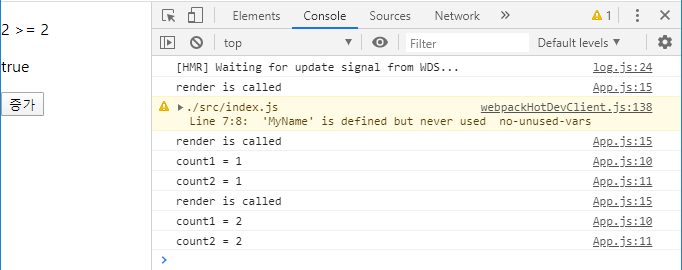 2 >= 2
true
증가
Elements Console Sources Network » 1
top Filter Default levels
[HMR] Waiting for update signal from WDS... log.js:24
render is called App.js:15
./src/index.js webpackHotDevClient.js:138
Line 7:8: 'MyName' is defined but never used no-unused-vars
render is called App.js:15
count1 = 1 App.js:10
count2 = 1 App.js:11
render is called App.js:15
count1 = 2 App.js:10
count2 = 2 App.js:11